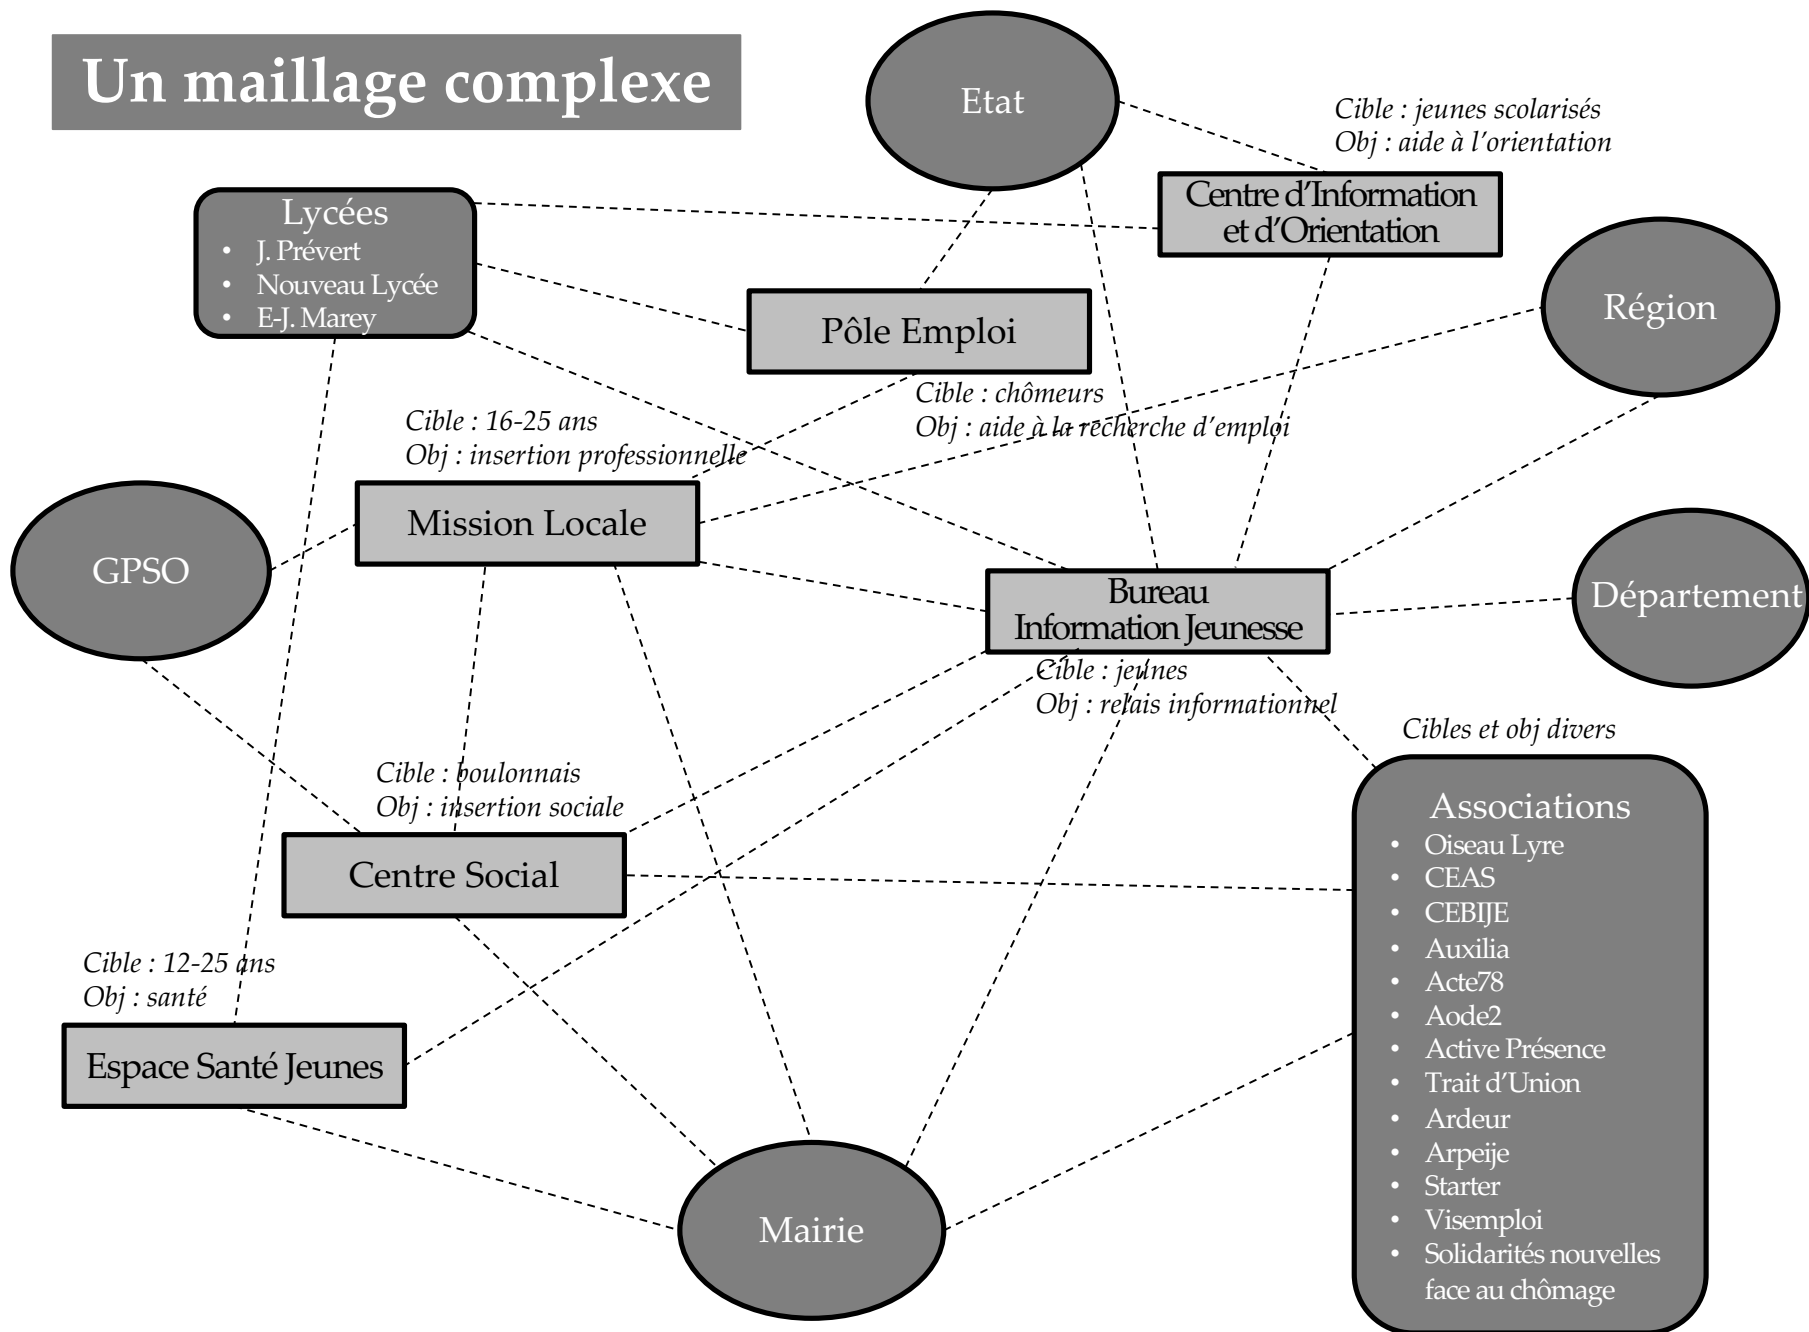 Un maillage complexe
Etat
Cible : jeunes scolarisés
Obj : aide à l'orientation
Centre d'Information
et d'Orientation
Lycées
• J. Prévert
• Nouveau Lycée
• E-J. Marey
Région
Pôle Emploi
Cible : chômeurs
Obj : aide à la recherche d'emploi
Cible : 16-25 ans
Obj : insertion professionnelle
Mission Locale
GPSO
Bureau
Information Jeunesse
Cible : jeunes
Obj : relais informationnel
Département
Cibles et obj divers
Associations
• Oiseau Lyre
• CEAS
• CEBIJE
• Auxilia
• Acte78
• Aode2
• Active Présence
• Trait d'Union
• Ardeur
• Arpeije
• Starter
• Visemploi
• Solidarités nouvelles
face au chômage
Cible : boulonnais
Obj : insertion sociale
Centre Social
Cible : 12-25 ans
Obj : santé
Espace Santé Jeunes
Mairie